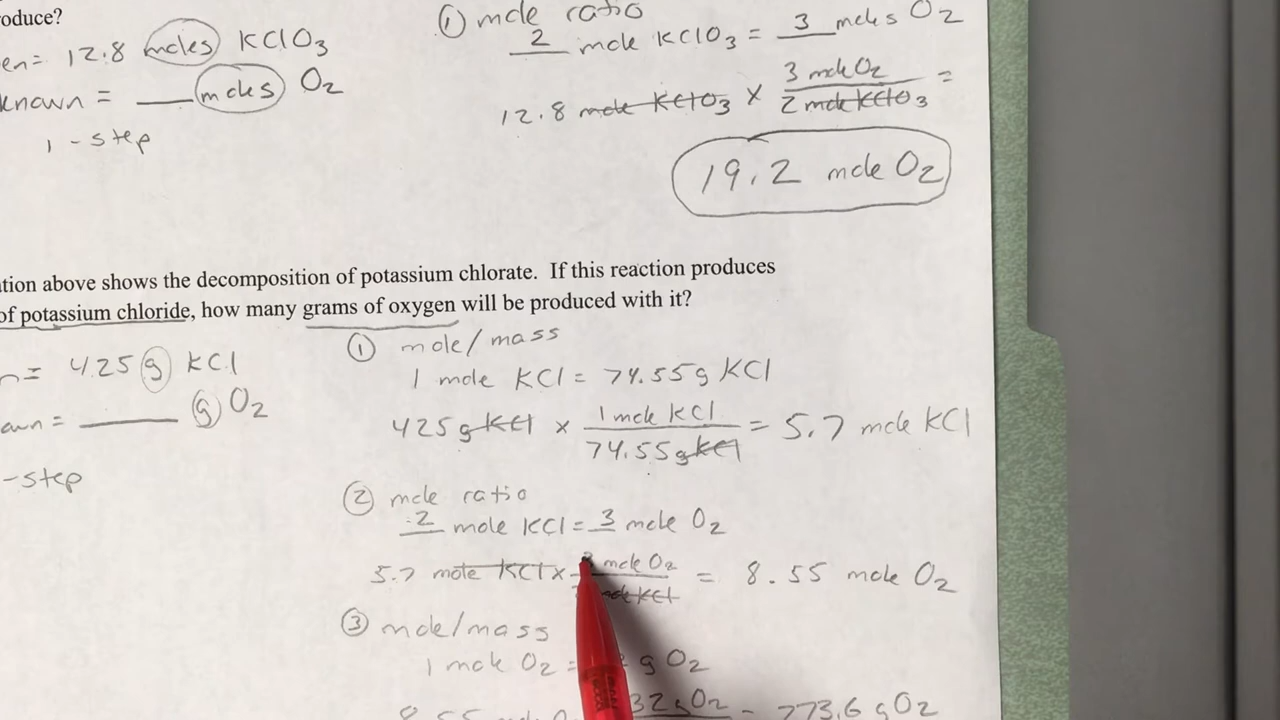 oduce?
en= 12.8 moles KClO3
known = ___ moles O2
1-step
① mole ratio
2 mole KClO3 = 3 moles O2
12.8 mole KClO3 x 3 mole O2 / 2 mole KClO3 =
19.2 mole O2
tion above shows the decomposition of potassium chlorate. If this reaction produces
of potassium chloride, how many grams of oxygen will be produced with it?
n= 425 g KCl
own = ___ g O2
-step
① mole/mass
1 mole KCl = 74.55g KCl
425 g KCl x 1 mole KCl / 74.55 g KCl = 5.7 mole KCl
② mole ratio
2 mole KCl = 3 mole O2
5.7 mole KCl x mole O2 / mole KCl = 8.55 mole O2
③ mole/mass
1 mole O2 = g O2
8.55 32 g O2 = 273.6 g O2